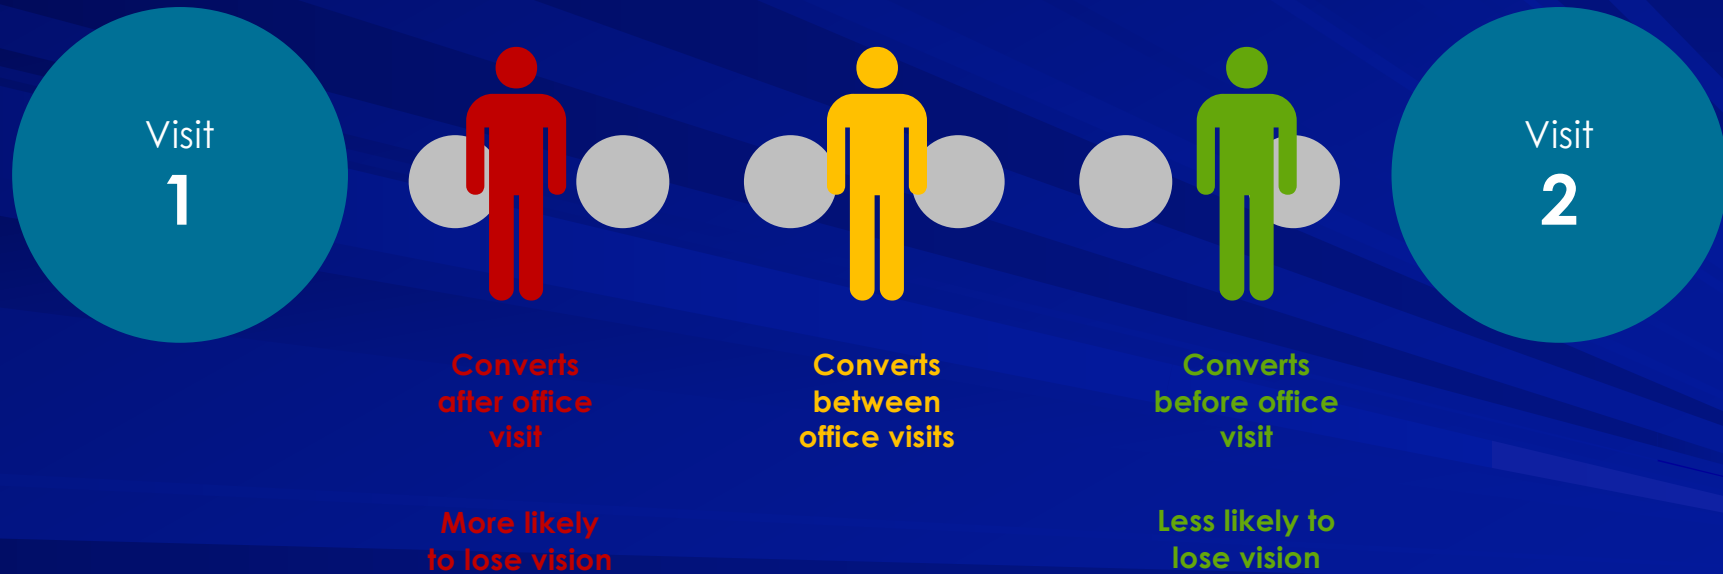 Visit
1
Visit
2
Converts
after office
visit
Converts
between
office visits
Converts
before office
visit
More likely
to lose vision
Less likely to
lose vision